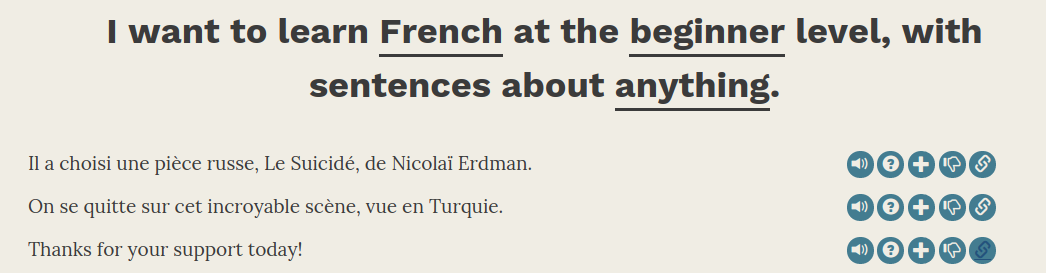 I want to learn French at the beginner level, with
sentences about anything.
Il a choisi une pièce russe, Le Suicidé, de Nicolaï Erdman.
On se quitte sur cet incroyable scène, vue en Turquie.
Thanks for your support today!